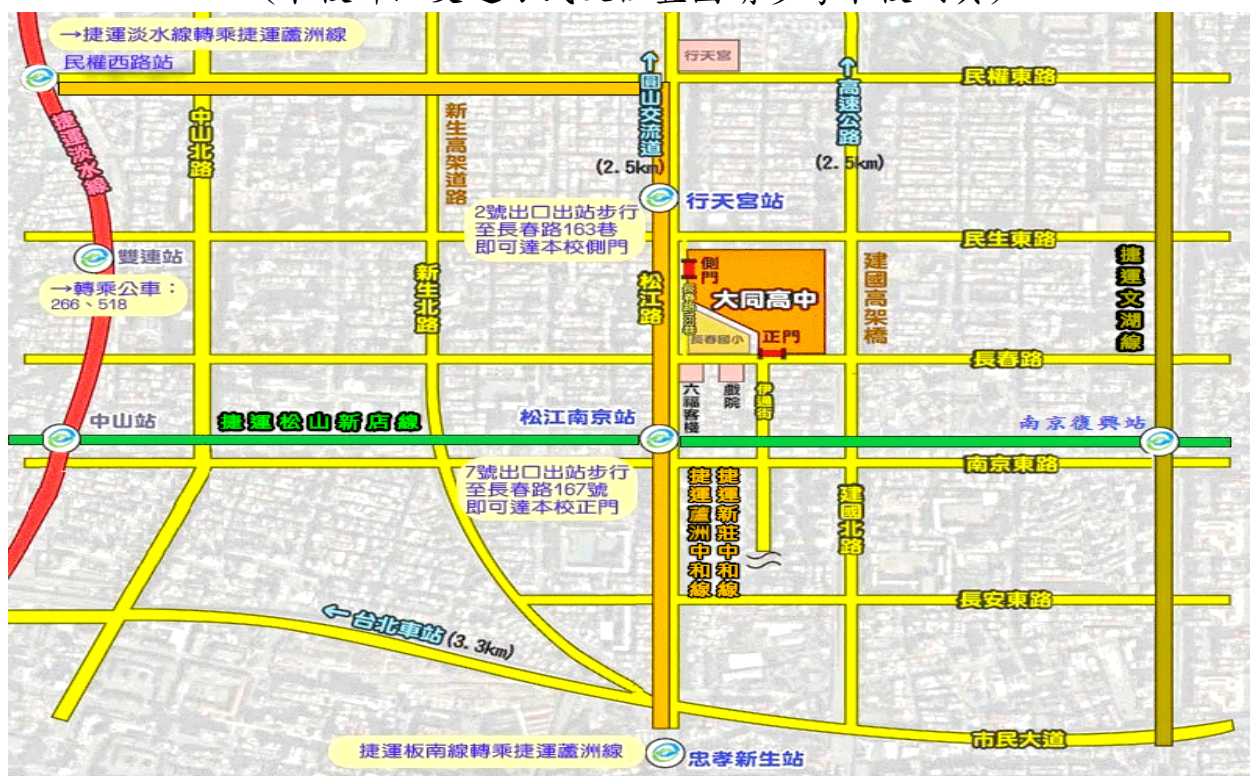 →捷運淡水線轉乘捷運蘆洲線
民權西路站
行天宮
民權東路
中山北路
新生高架道路
圓山交流道
(2.5km)
高速公路
(2.5km)
捷運淡水線
行天宮站
2號出口出站步行
至長春路163巷
即可達本校側門
民生東路
雙連站
→轉乘公車：
266、518
新生北路
松江路
側門
大同高中
長春國小
正門
建國高架橋
捷運文湖線
長春路
六福客棧
戲院
伊通街
中山站
捷運松山新店線
松江南京站
南京復興站
南京東路
7號出口出站步行
至長春路167號
即可達本校正門
捷運蘆洲中和線
捷運新莊中和線
建國北路
長安東路
←台北車站(3.3km)
市民大道
捷運板南線轉乘捷運蘆洲線
忠孝新生站